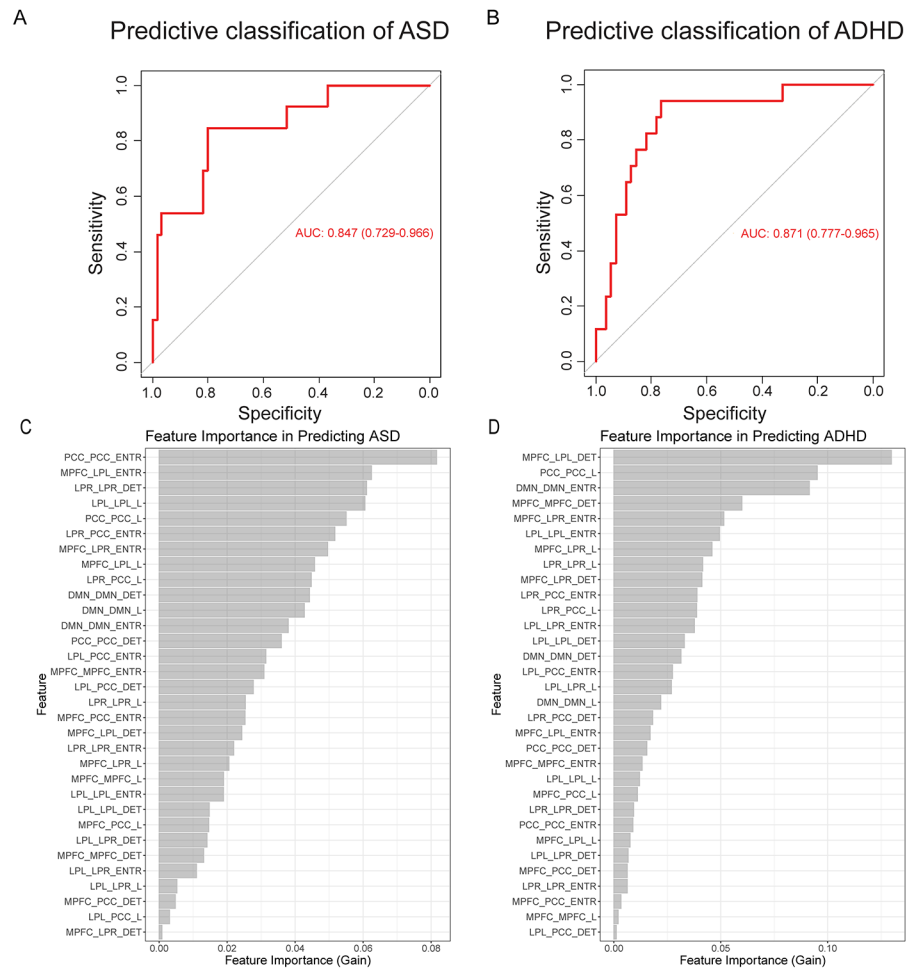 A
Predictive classification of ASD
Sensitivity
1.0
0.8
0.6
0.4
0.2
0.0
AUC: 0.847 (0.729-0.966)
1.0 0.8 0.6 0.4 0.2 0.0
Specificity
B
Predictive classification of ADHD
Sensitivity
1.0
0.8
0.6
0.4
0.2
0.0
AUC: 0.871 (0.777-0.965)
1.0 0.8 0.6 0.4 0.2 0.0
Specificity
C
Feature Importance in Predicting ASD
Feature
PCC_PCC_ENTR
MPFC_LPL_ENTR
LPR_LPR_DET
LPL_LPL_L
PCC_PCC_L
LPR_PCC_ENTR
MPFC_LPR_ENTR
MPFC_LPL_L
LPR_PCC_L
DMN_DMN_DET
DMN_DMN_L
DMN_DMN_ENTR
PCC_PCC_DET
LPL_PCC_ENTR
MPFC_MPFC_ENTR
LPL_PCC_DET
LPR_LPR_L
MPFC_PCC_ENTR
MPFC_LPL_DET
LPR_LPR_ENTR
MPFC_LPR_L
MPFC_MPFC_L
LPL_LPL_ENTR
LPL_LPL_DET
MPFC_PCC_L
LPL_LPR_DET
MPFC_MPFC_DET
LPL_LPR_ENTR
LPL_LPR_L
MPFC_PCC_DET
LPL_PCC_L
MPFC_LPR_DET
0.00 0.02 0.04 0.06 0.08
Feature Importance (Gain)
D
Feature Importance in Predicting ADHD
Feature
MPFC_LPL_DET
PCC_PCC_L
DMN_DMN_ENTR
MPFC_MPFC_DET
MPFC_LPR_ENTR
LPL_LPL_ENTR
MPFC_LPR_L
LPR_LPR_L
MPFC_LPR_DET
LPR_PCC_ENTR
LPR_PCC_L
LPL_LPR_ENTR
LPL_LPL_DET
DMN_DMN_DET
LPL_PCC_ENTR
LPL_LPR_L
DMN_DMN_L
LPR_PCC_DET
MPFC_LPL_ENTR
PCC_PCC_DET
MPFC_MPFC_ENTR
LPL_LPL_L
MPFC_PCC_L
LPR_LPR_DET
PCC_PCC_ENTR
MPFC_LPL_L
LPL_LPR_DET
MPFC_PCC_DET
LPR_LPR_ENTR
MPFC_PCC_ENTR
MPFC_MPFC_L
LPL_PCC_DET
0.00 0.05 0.10
Feature Importance (Gain)